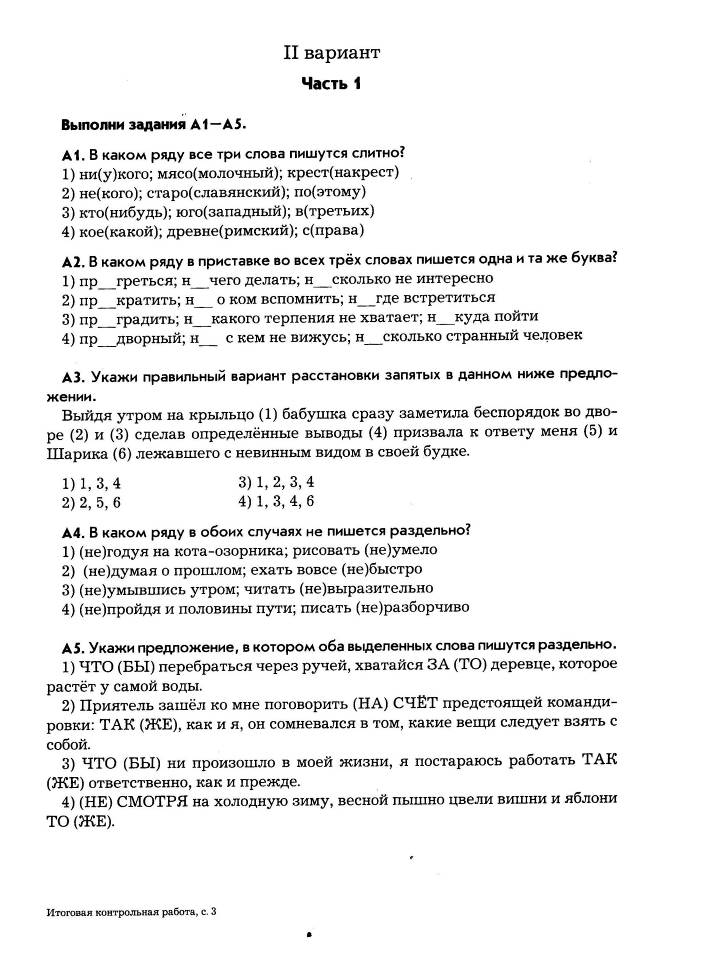 II вариант
Часть 1
Выполни задания А1—А5.
А1. В каком ряду все три слова пишутся слитно?
1) ни(у)кого; мясо(молочный); крест(накрест)
2) не(кого); старо(славянский); по(этому)
3) кто(нибудь); юго(западный); в(третьих)
4) кое(какой); древне(римский); с(права)
А2. В каком ряду в приставке во всех трёх словах пишется одна и та же буква?
1) пр__греться; н__чего делать; н__сколько не интересно
2) пр__кратить; н__ о ком вспомнить; н__где встретиться
3) пр__градить; н__какого терпения не хватает; н__куда пойти
4) пр__дворный; н__ с кем не вижусь; н__сколько странный человек
А3. Укажи правильный вариант расстановки запятых в данном ниже предло-
жении.
Выйдя утром на крыльцо (1) бабушка сразу заметила беспорядок во дво-
ре (2) и (3) сделав определённые выводы (4) призвала к ответу меня (5) и
Шарика (6) лежавшего с невинным видом в своей будке.
1) 1, 3, 4 3) 1, 2, 3, 4
2) 2, 5, 6 4) 1, 3, 4, 6
А4. В каком ряду в обоих случаях не пишется раздельно?
1) (не)годуя на кота-озорника; рисовать (не)умело
2) (не)думая о прошлом; ехать вовсе (не)быстро
3) (не)умывшись утром; читать (не)выразительно
4) (не)пройдя и половины пути; писать (не)разборчиво
А5. Укажи предложение, в котором оба выделенных слова пишутся раздельно.
1) ЧТО (БЫ) перебраться через ручей, хватайся ЗА (ТО) деревце, которое
растёт у самой воды.
2) Приятель зашёл ко мне поговорить (НА) СЧЁТ предстоящей команди-
ровки: ТАК (ЖЕ), как и я, он сомневался в том, какие вещи следует взять с
собой.
3) ЧТО (БЫ) ни произошло в моей жизни, я постараюсь работать ТАК
(ЖЕ) ответственно, как и прежде.
4) (НЕ) СМОТРЯ на холодную зиму, весной пышно цвели вишни и яблони
ТО (ЖЕ).
Итоговая контрольная работа, с. 3